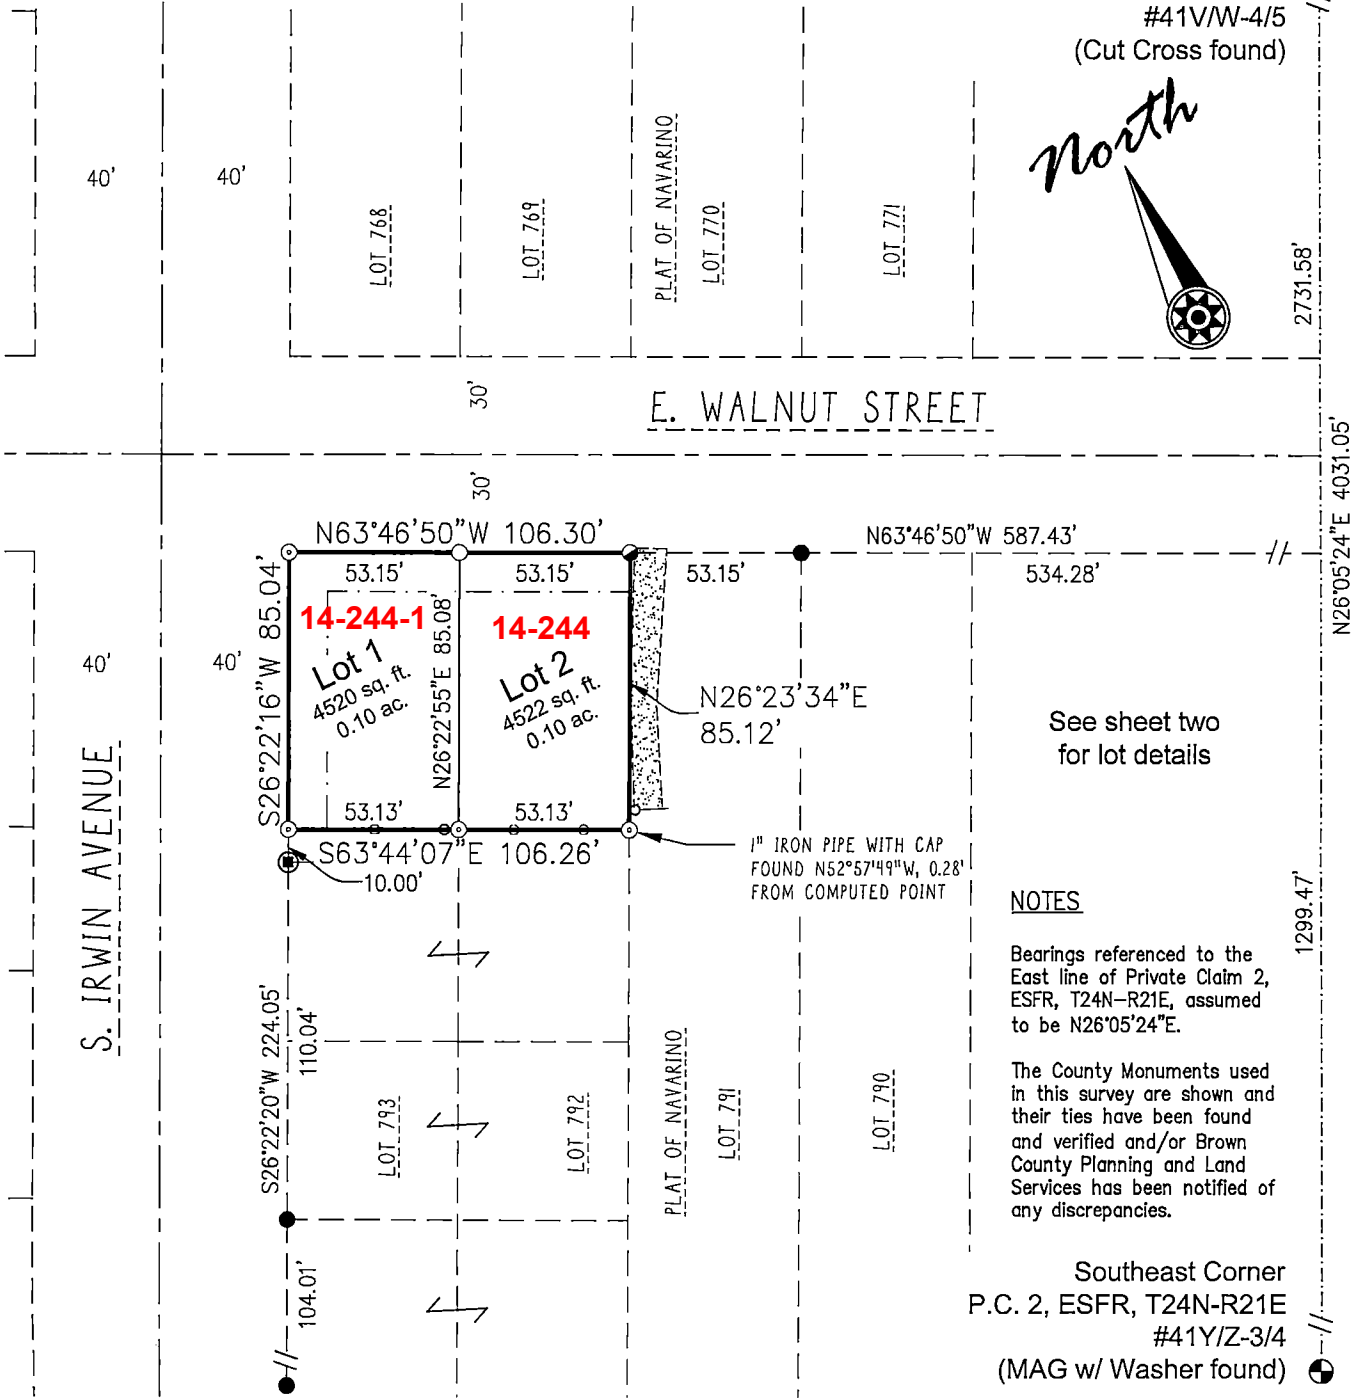 #41V/W-4/5
(Cut Cross found)
North
40'
40'
LOT 768
LOT 769
PLAT OF NAVARINO
LOT 770
LOT 771
2731.58'
30'
E. WALNUT STREET
N26°05'24"E 4031.05'
30'
N63°46'50"W 106.30'
N63°46'50"W 587.43'
53.15'
53.15'
53.15'
534.28'
S26°22'16"W 85.04'
14-244-1
Lot 1
4520 sq. ft.
0.10 ac.
N26°22'55"E 85.08'
14-244
Lot 2
4522 sq. ft.
0.10 ac.
N26°23'34"E
85.12'
40'
40'
See sheet two
for lot details
S. IRWIN AVENUE
53.13'
53.13'
S63°44'07"E 106.26'
10.00'
1" IRON PIPE WITH CAP
FOUND N52°57'49"W, 0.28'
FROM COMPUTED POINT
1299.47'
NOTES
Bearings referenced to the
East line of Private Claim 2,
ESFR, T24N-R21E, assumed
to be N26°05'24"E.
The County Monuments used
in this survey are shown and
their ties have been found
and verified and/or Brown
County Planning and Land
Services has been notified of
any discrepancies.
S26°22'20"W 224.05'
110.04'
LOT 793
LOT 792
PLAT OF NAVARINO
LOT 791
LOT 790
104.01'
Southeast Corner
P.C. 2, ESFR, T24N-R21E
#41Y/Z-3/4
(MAG w/ Washer found)